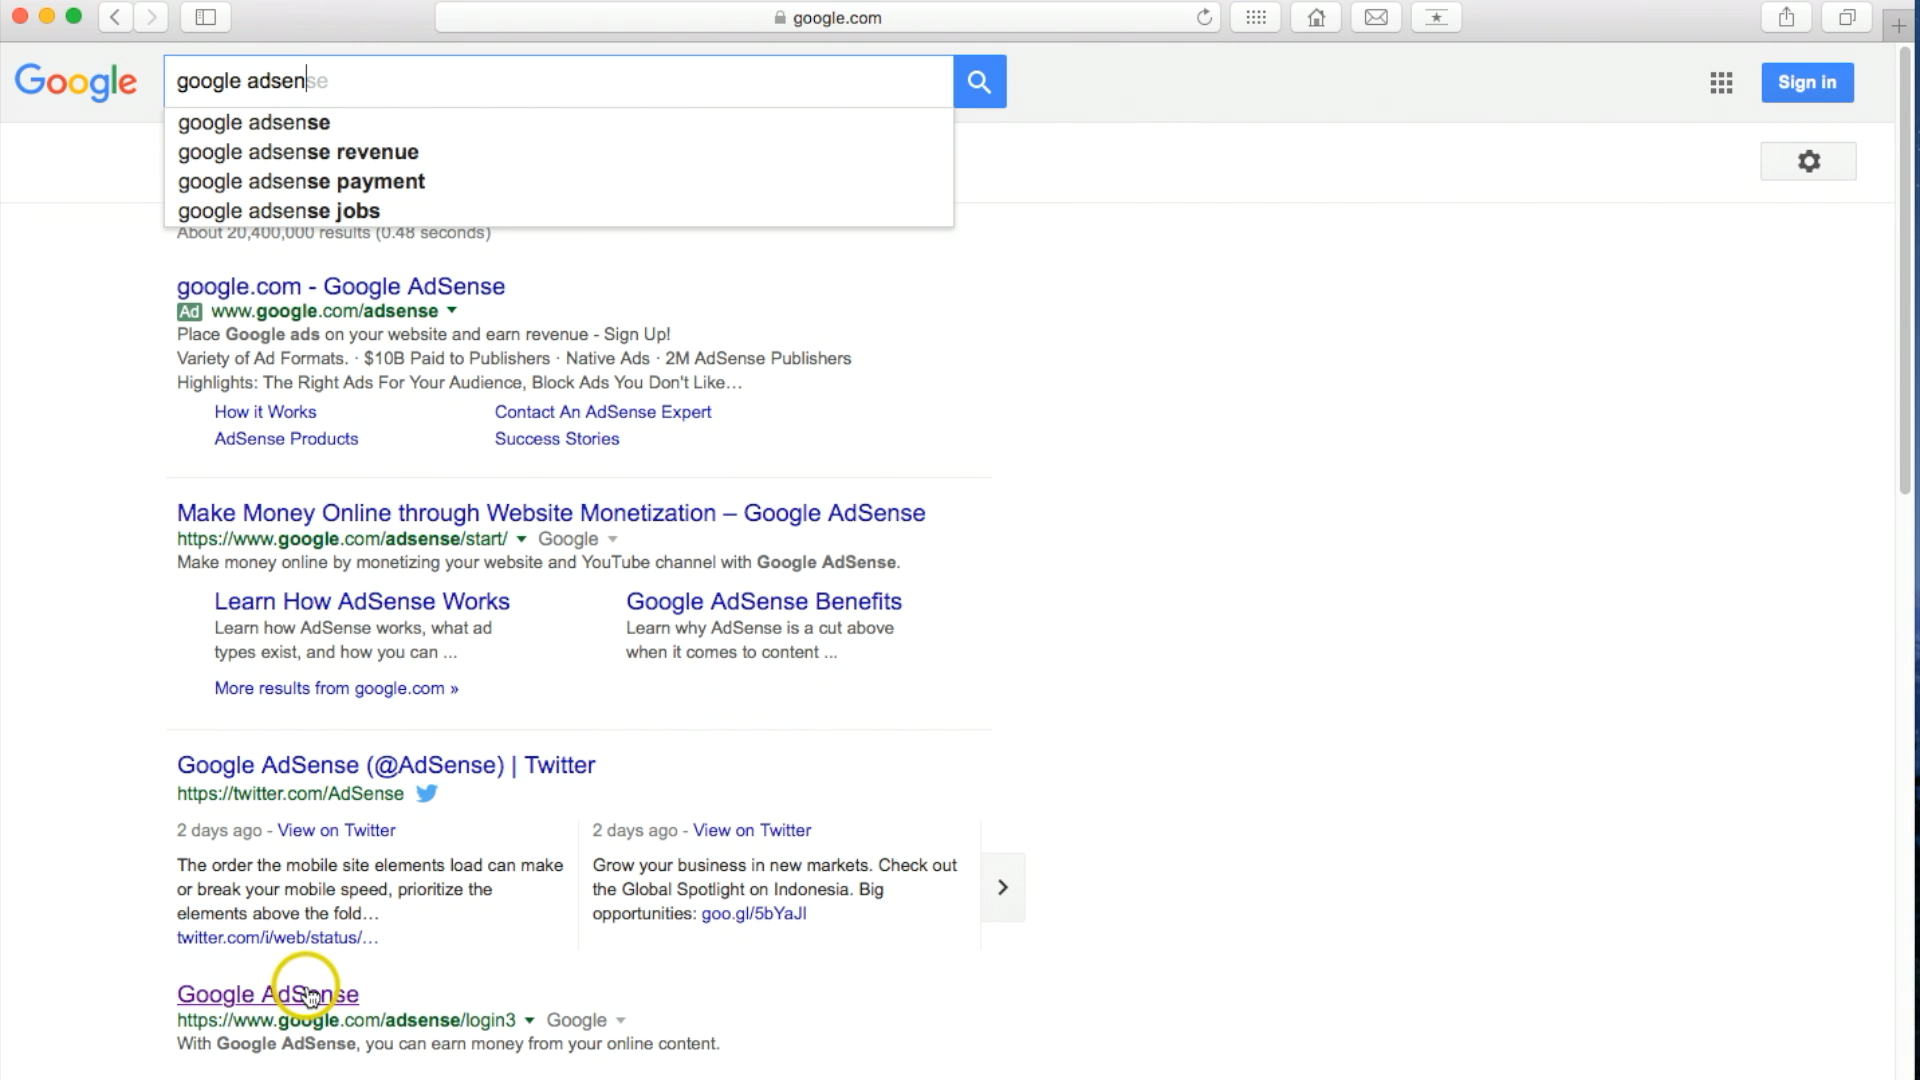 google.com
Google
google adsense
Sign in
google adsense
google adsense revenue
google adsense payment
google adsense jobs
About 20,400,000 results (0.48 seconds)
google.com - Google AdSense
Ad www.google.com/adsense
Place Google ads on your website and earn revenue - Sign Up!
Variety of Ad Formats. · $10B Paid to Publishers · Native Ads · 2M AdSense Publishers
Highlights: The Right Ads For Your Audience, Block Ads You Don't Like…
How it Works
Contact An AdSense Expert
AdSense Products
Success Stories
Make Money Online through Website Monetization – Google AdSense
https://www.google.com/adsense/start/ Google
Make money online by monetizing your website and YouTube channel with Google AdSense.
Learn How AdSense Works
Learn how AdSense works, what ad
types exist, and how you can ...
Google AdSense Benefits
Learn why AdSense is a cut above
when it comes to content ...
More results from google.com »
Google AdSense (@AdSense) | Twitter
https://twitter.com/AdSense
2 days ago - View on Twitter
The order the mobile site elements load can make
or break your mobile speed, prioritize the
elements above the fold…
twitter.com/i/web/status/…
2 days ago - View on Twitter
Grow your business in new markets. Check out
the Global Spotlight on Indonesia. Big
opportunities: goo.gl/5bYaJl
Google AdSense
https://www.google.com/adsense/login3 Google
With Google AdSense, you can earn money from your online content.